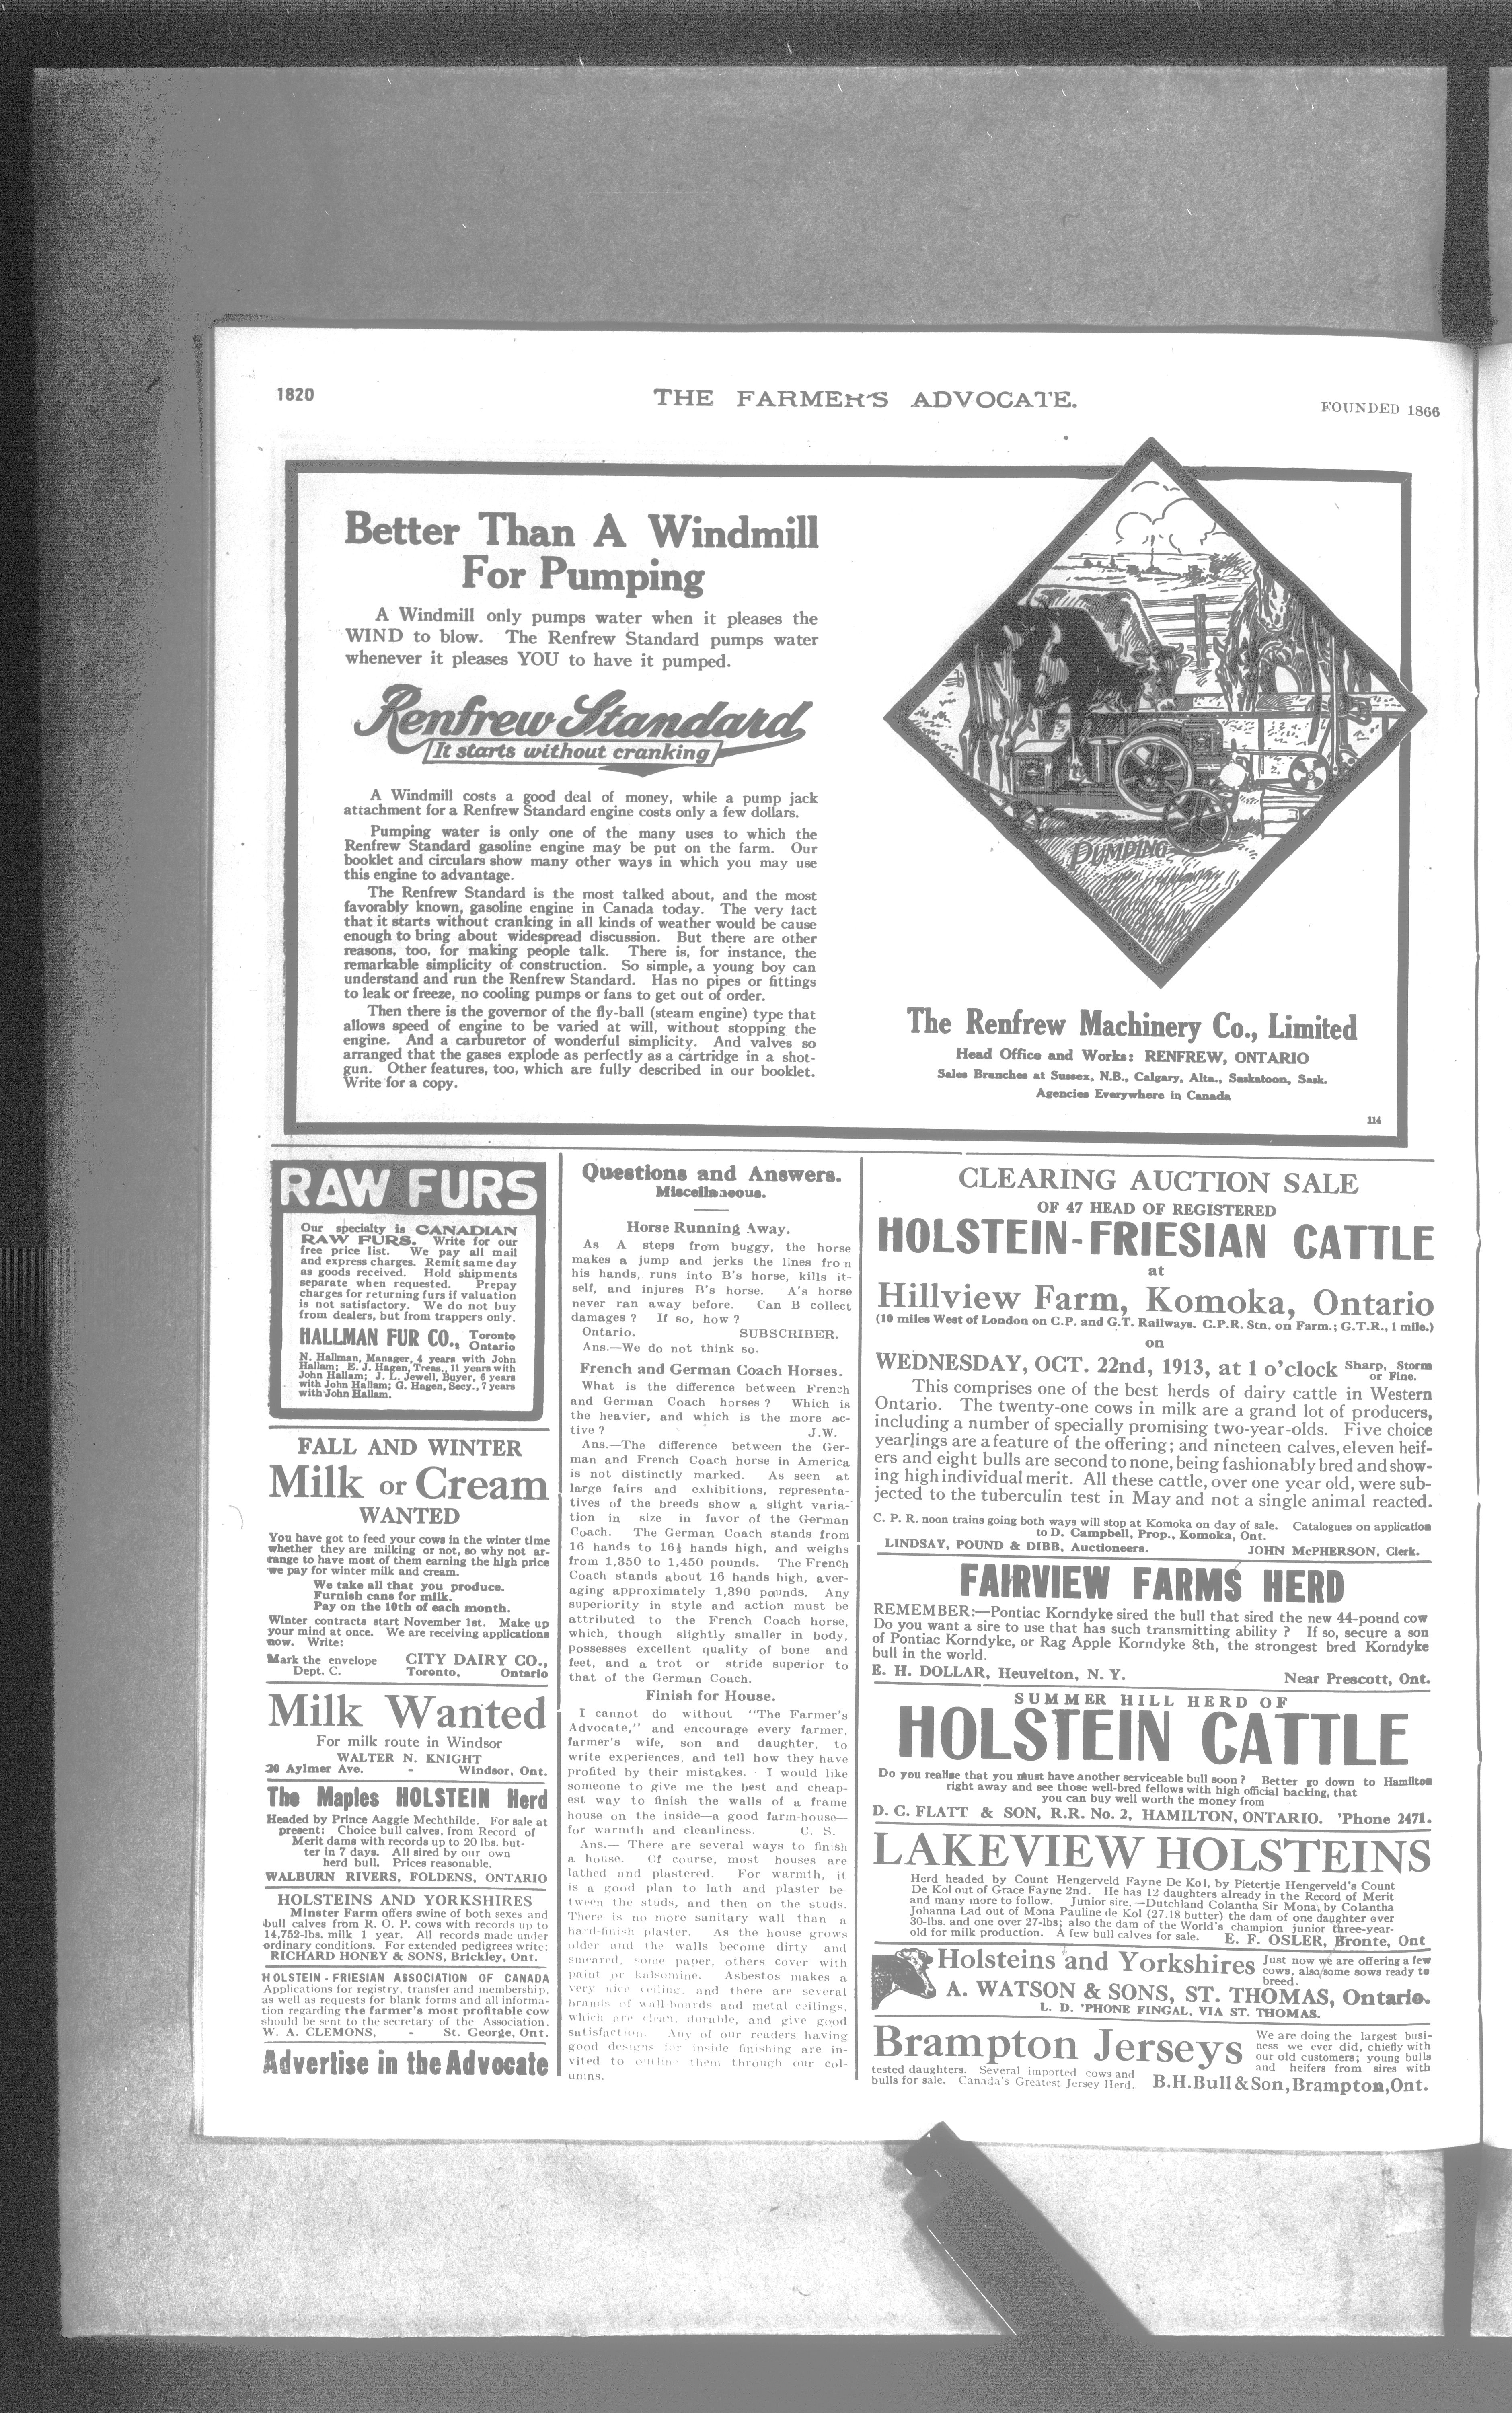 1820
THE FARMER'S ADVOCATE.
FOUNDED 1866
Better Than A Windmill
For Pumping
A Windmill only pumps water when it pleases the
WIND to blow. The Renfrew Standard pumps water
whenever it pleases YOU to have it pumped.
Renfrew Standard
It starts without cranking
A Windmill costs a good deal of money, while a pump jack
attachment for a Renfrew Standard engine costs only a few dollars.
Pumping water is only one of the many uses to which the
Renfrew Standard gasoline engine may be put on the farm. Our
booklet and circulars show many other ways in which you may use
this engine to advantage.
The Renfrew Standard is the most talked about, and the most
favorably known, gasoline engine in Canada today. The very fact
that it starts without cranking in all kinds of weather would be cause
enough to bring about widespread discussion. But there are other
reasons, too, for making people talk. There is, for instance, the
remarkable simplicity of construction. So simple, a young boy can
understand and run the Renfrew Standard. Has no pipes or fittings
to leak or freeze, no cooling pumps or fans to get out of order.
Then there is the governor of the fly-ball (steam engine) type that
allows speed of engine to be varied at will, without stopping the
engine. And a carburetor of wonderful simplicity. And valves so
arranged that the gases explode as perfectly as a cartridge in a shot-
gun. Other features, too, which are fully described in our booklet.
Write for a copy.
PUMPING
The Renfrew Machinery Co., Limited
Head Office and Works: RENFREW, ONTARIO
Sales Branches at Sussex, N.B., Calgary, Alta., Saskatoon, Sask.
Agencies Everywhere in Canada
114
RAW FURS
Our specialty is CANADIAN
RAW FURS. Write for our
free price list. We pay all mail
and express charges. Remit same day
as goods received. Hold shipments
separate when requested. Prepay
charges for returning furs if valuation
is not satisfactory. We do not buy
from dealers, but from trappers only.
HALLMAN FUR CO., Toronto
Ontario
N. Hallman, Manager, 4 years with John
Hallam; E. J. Hagen, Treas., 11 years with
John Hallam; J. L. Jewell, Buyer, 6 years
with John Hallam; G. Hagen, Secy., 7 years
with John Hallam.
FALL AND WINTER
Milk or Cream
WANTED
You have got to feed your cows in the winter time
whether they are milking or not, so why not ar-
range to have most of them earning the high price
we pay for winter milk and cream.
We take all that you produce.
Furnish cans for milk.
Pay on the 10th of each month.
Winter contracts start November 1st. Make up
your mind at once. We are receiving applications
now. Write:
Mark the envelope CITY DAIRY CO.,
Dept. C. Toronto, Ontario
Milk Wanted
For milk route in Windsor
WALTER N. KNIGHT
20 Aylmer Ave. - Windsor, Ont.
The Maples HOLSTEIN Herd
Headed by Prince Aaggie Mechthilde. For sale at
present: Choice bull calves, from Record of
Merit dams with records up to 20 lbs. but-
ter in 7 days. All sired by our own
herd bull. Prices reasonable.
WALBURN RIVERS, FOLDENS, ONTARIO
HOLSTEINS AND YORKSHIRES
Minster Farm offers swine of both sexes and
bull calves from R. O. P. cows with records up to
14,752-lbs. milk 1 year. All records made under
ordinary conditions. For extended pedigrees write:
RICHARD HONEY & SONS, Brickley, Ont.
HOLSTEIN - FRIESIAN ASSOCIATION OF CANADA
Applications for registry, transfer and membership,
as well as requests for blank forms and all informa-
tion regarding the farmer's most profitable cow
should be sent to the secretary of the Association.
W. A. CLEMONS, - St. George, Ont.
Advertise in the Advocate
Questions and Answers.
Miscellaneous.
Horse Running Away.
As A steps from buggy, the horse
makes a jump and jerks the lines from
his hands, runs into B's horse, kills it-
self, and injures B's horse. A's horse
never ran away before. Can B collect
damages ? If so, how ?
Ontario. SUBSCRIBER.
Ans.—We do not think so.
French and German Coach Horses.
What is the difference between French
and German Coach horses ? Which is
the heavier, and which is the more ac-
tive ? J.W.
Ans.—The difference between the Ger-
man and French Coach horse in America
is not distinctly marked. As seen at
large fairs and exhibitions, representa-
tives of the breeds show a slight varia-
tion in size in favor of the German
Coach. The German Coach stands from
16 hands to 16½ hands high, and weighs
from 1,350 to 1,450 pounds. The French
Coach stands about 16 hands high, aver-
aging approximately 1,390 pounds. Any
superiority in style and action must be
attributed to the French Coach horse,
which, though slightly smaller in body,
possesses excellent quality of bone and
feet, and a trot or stride superior to
that of the German Coach.
Finish for House.
I cannot do without "The Farmer's
Advocate," and encourage every farmer,
farmer's wife, son and daughter, to
write experiences, and tell how they have
profited by their mistakes. I would like
someone to give me the best and cheap-
est way to finish the walls of a frame
house on the inside—a good farm-house—
for warmth and cleanliness. C. S.
Ans.— There are several ways to finish
a house. Of course, most houses are
lathed and plastered. For warmth, it
is a good plan to lath and plaster be-
tween the studs, and then on the studs.
There is no more sanitary wall than a
hard-finish plaster. As the house grows
older and the walls become dirty and
smeared, some paper, others cover with
paint or kalsomine. Asbestos makes a
very nice ceiling, and there are several
brands of wall boards and metal ceilings,
which are clean, durable, and give good
satisfaction. Any of our readers having
good designs for inside finishing are in-
vited to outline them through our col-
umns.
CLEARING AUCTION SALE
OF 47 HEAD OF REGISTERED
HOLSTEIN-FRIESIAN CATTLE
at
Hillview Farm, Komoka, Ontario
(10 miles West of London on C.P. and G.T. Railways. C.P.R. Stn. on Farm.; G.T.R., 1 mile.)
on
WEDNESDAY, OCT. 22nd, 1913, at 1 o'clock Sharp, Storm
or Fine.
This comprises one of the best herds of dairy cattle in Western
Ontario. The twenty-one cows in milk are a grand lot of producers,
including a number of specially promising two-year-olds. Five choice
yearlings are a feature of the offering; and nineteen calves, eleven heif-
ers and eight bulls are second to none, being fashionably bred and show-
ing high individual merit. All these cattle, over one year old, were sub-
jected to the tuberculin test in May and not a single animal reacted.
C. P. R. noon trains going both ways will stop at Komoka on day of sale. Catalogues on application
to D. Campbell, Prop., Komoka, Ont.
LINDSAY, POUND & DIBB, Auctioneers. JOHN McPHERSON, Clerk.
FAIRVIEW FARMS HERD
REMEMBER:—Pontiac Korndyke sired the bull that sired the new 44-pound cow
Do you want a sire to use that has such transmitting ability ? If so, secure a son
of Pontiac Korndyke, or Rag Apple Korndyke 8th, the strongest bred Korndyke
bull in the world.
E. H. DOLLAR, Heuvelton, N. Y. Near Prescott, Ont.
SUMMER HILL HERD OF
HOLSTEIN CATTLE
Do you realise that you must have another serviceable bull soon ? Better go down to Hamilton
right away and see those well-bred fellows with high official backing, that
you can buy well worth the money from
D. C. FLATT & SON, R.R. No. 2, HAMILTON, ONTARIO. 'Phone 2471.
LAKEVIEW HOLSTEINS
Herd headed by Count Hengerveld Fayne De Kol, by Pietertje Hengerveld's Count
De Kol out of Grace Fayne 2nd. He has 12 daughters already in the Record of Merit
and many more to follow. Junior sire.—Dutchland Colantha Sir Mona, by Colantha
Johanna Lad out of Mona Pauline de Kol (27.18 butter) the dam of one daughter over
30-lbs. and one over 27-lbs; also the dam of the World's champion junior three-year-
old for milk production. A few bull calves for sale. E. F. OSLER, Bronte, Ont
Holsteins and Yorkshires Just now we are offering a few
cows, also some sows ready to
breed.
A. WATSON & SONS, ST. THOMAS, Ontario.
L. D. 'PHONE FINGAL, VIA ST. THOMAS.
Brampton Jerseys We are doing the largest busi-
ness we ever did, chiefly with
our old customers; young bulls
and heifers from sires with
tested daughters. Several imported cows and
bulls for sale. Canada's Greatest Jersey Herd. B.H.Bull&Son,Brampton,Ont.